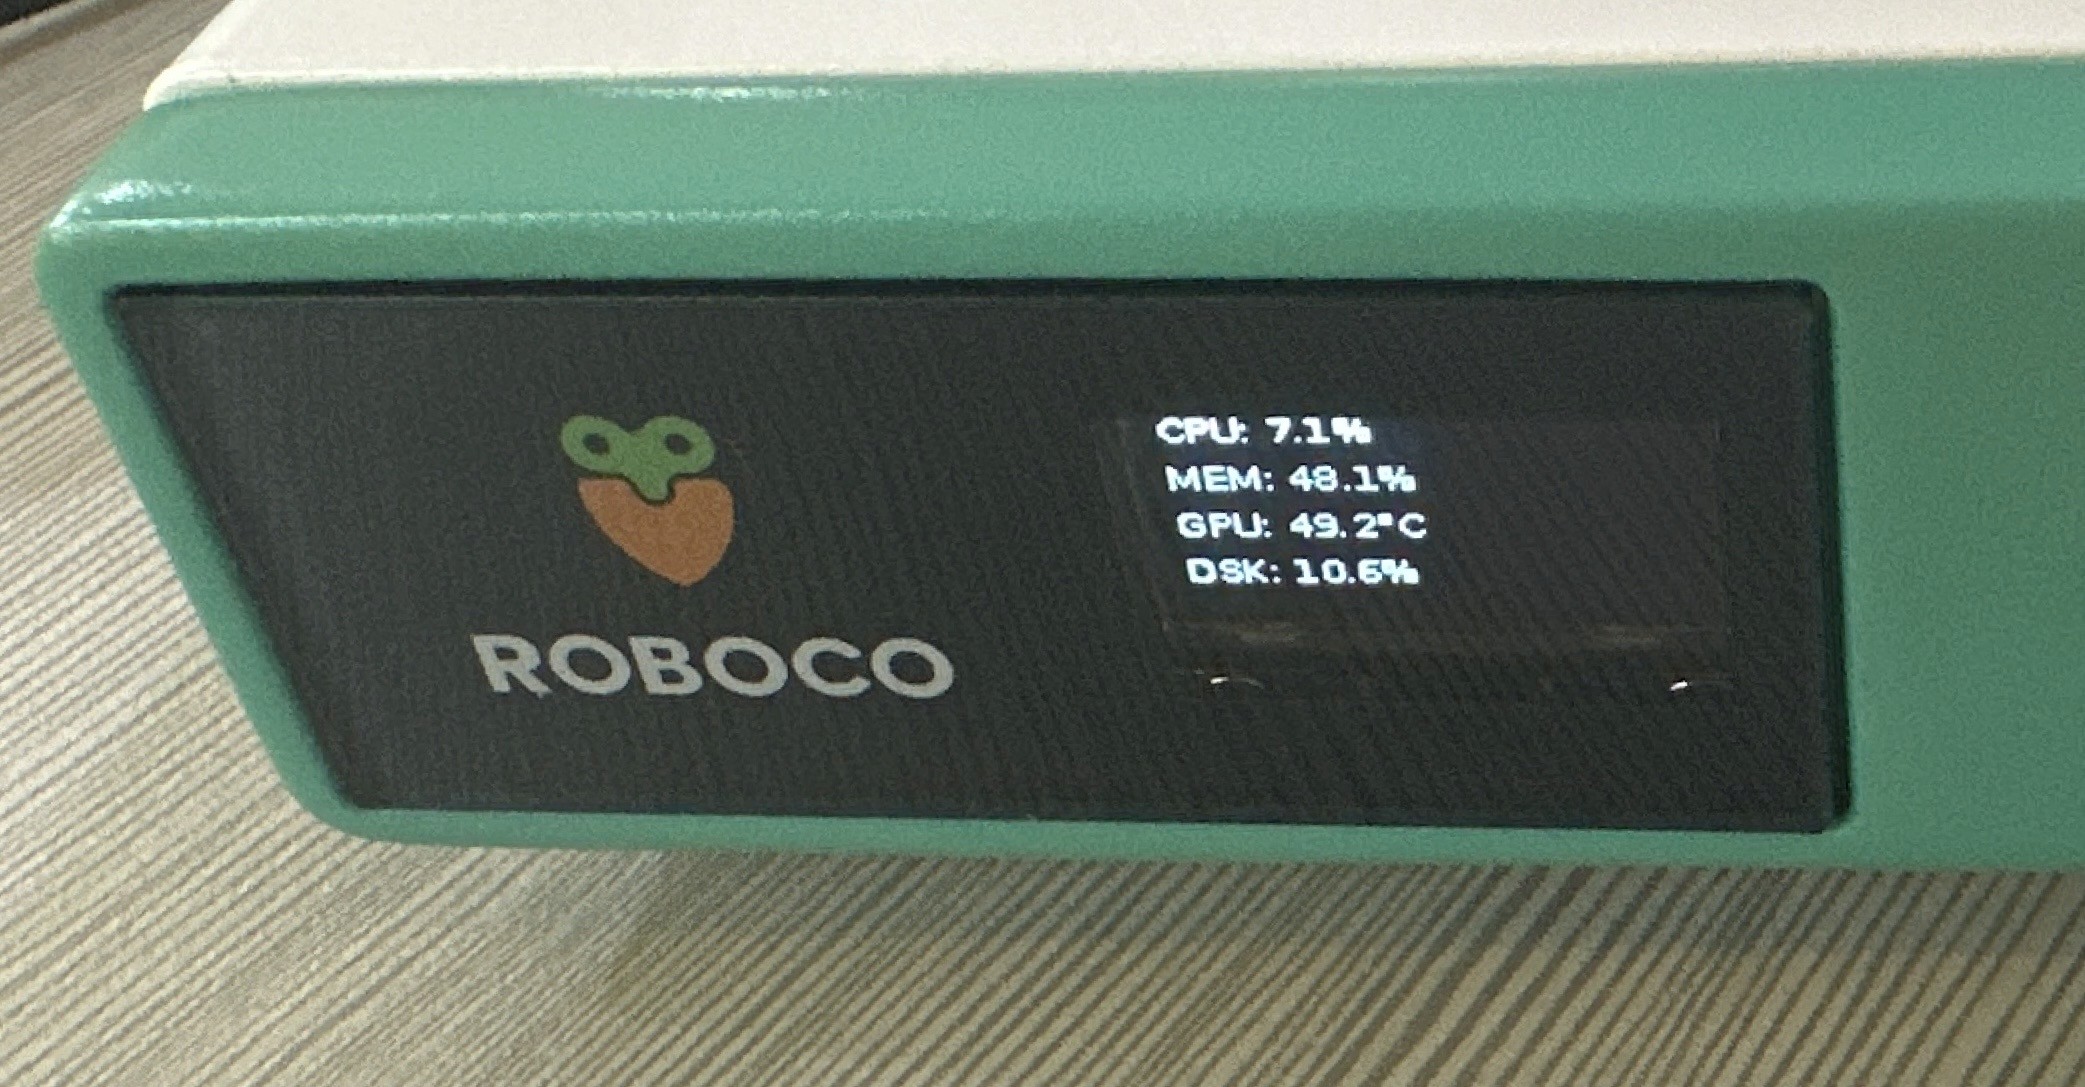 ROBOCO
CPU: 7.1%
MEM: 48.1%
GPU: 49.2°C
DSK: 10.6%